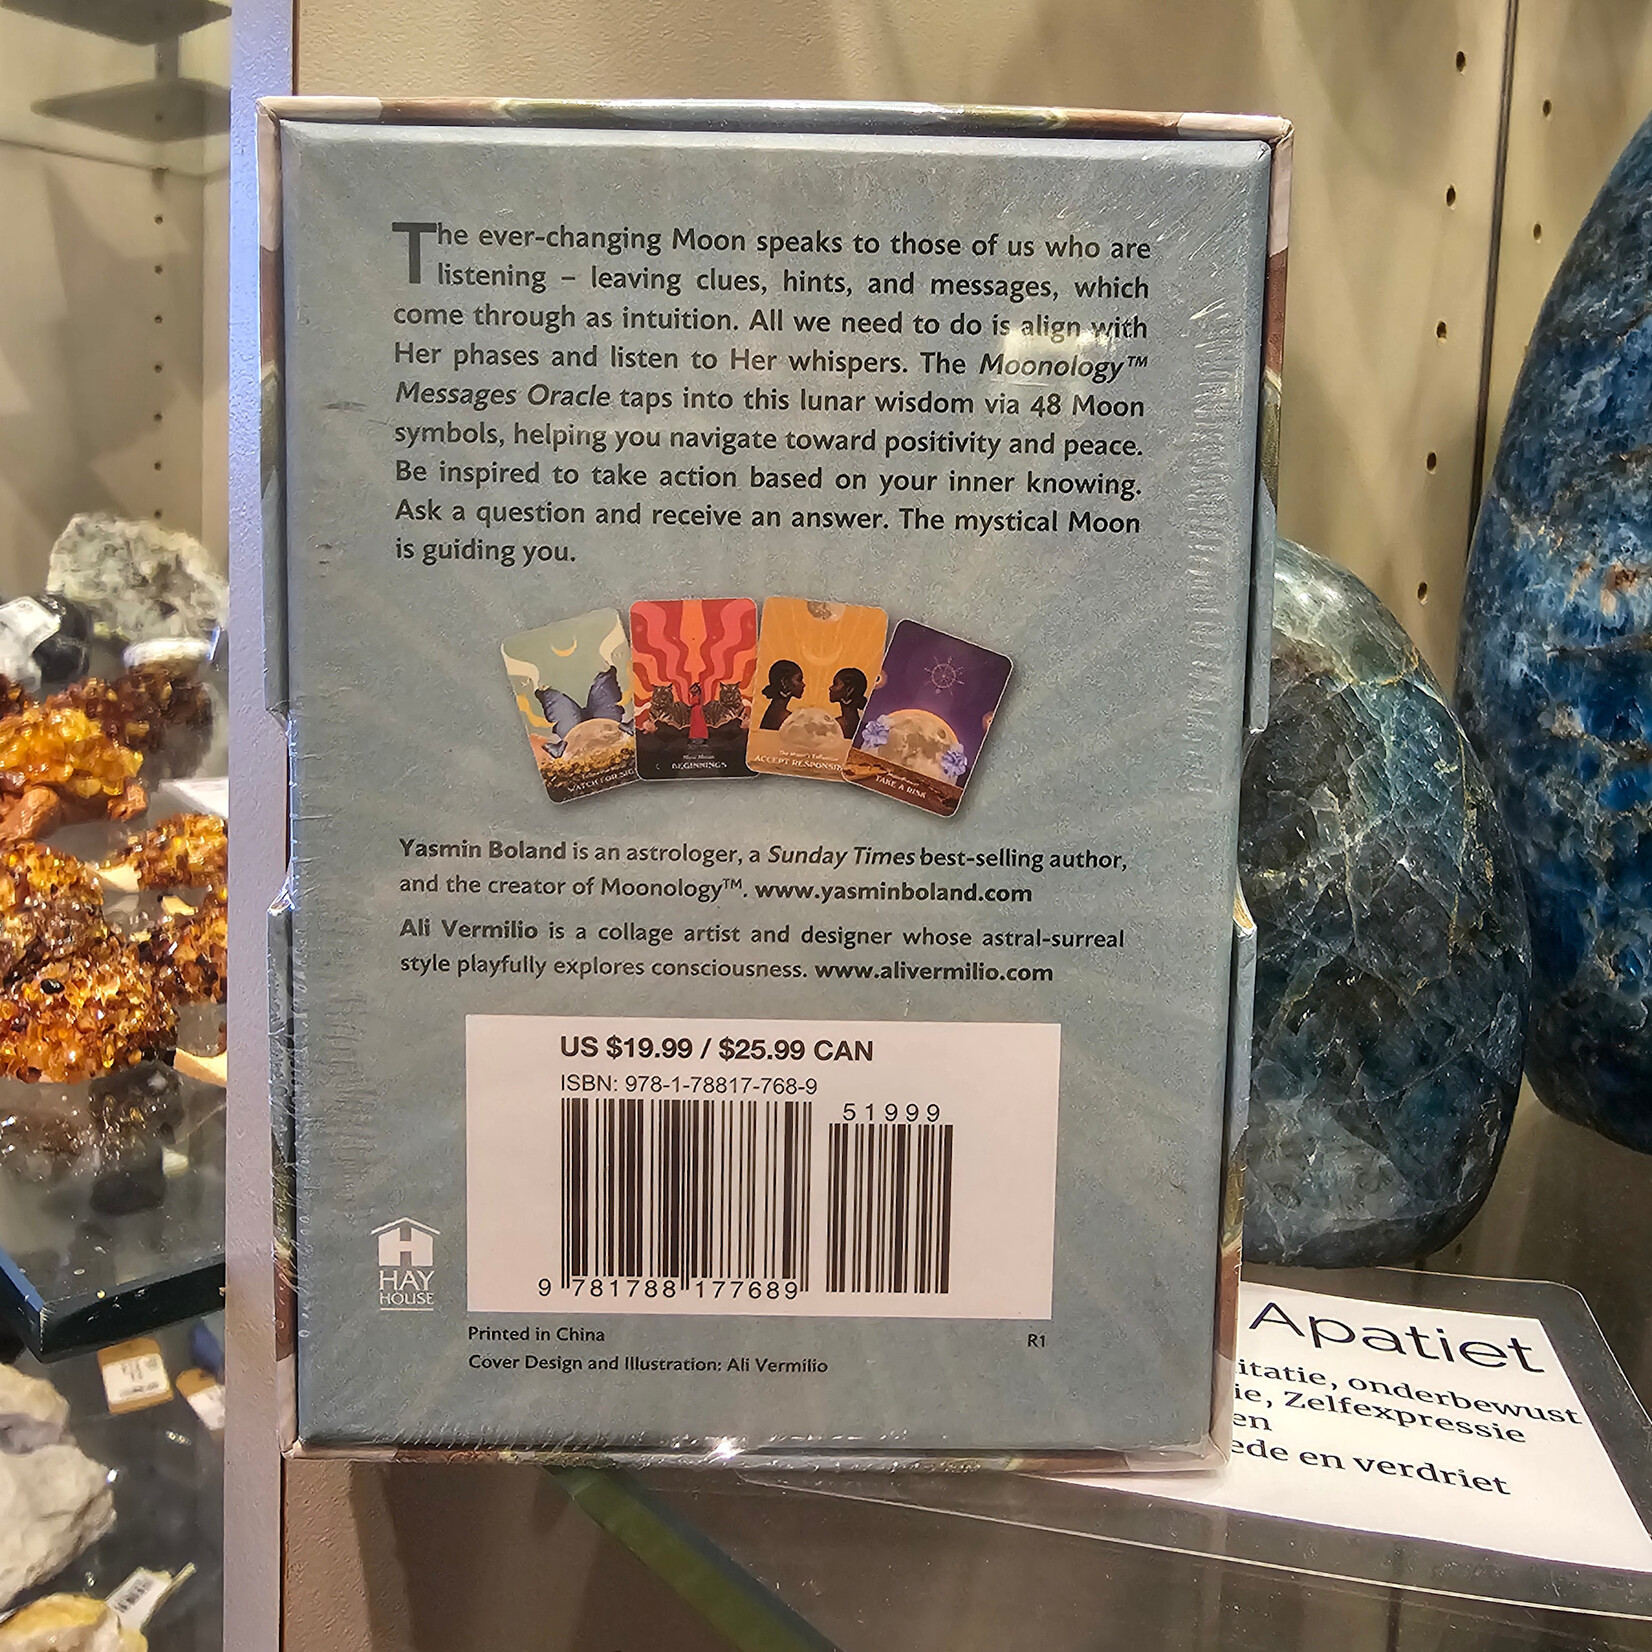 The ever-changing Moon speaks to those of us who are
listening – leaving clues, hints, and messages, which
come through as intuition. All we need to do is align with
Her phases and listen to Her whispers. The Moonology™
Messages Oracle taps into this lunar wisdom via 48 Moon
symbols, helping you navigate toward positivity and peace.
Be inspired to take action based on your inner knowing.
Ask a question and receive an answer. The mystical Moon
is guiding you.
WATCH FOR SIG
New Moon
BEGINNINGS
ACCEPT RESPONSI
TAKE A RISK
Yasmin Boland is an astrologer, a Sunday Times best-selling author,
and the creator of Moonology™. www.yasminboland.com
Ali Vermilio is a collage artist and designer whose astral-surreal
style playfully explores consciousness. www.alivermilio.com
US $19.99 / $25.99 CAN
ISBN: 978-1-78817-768-9
51999
9 781788 177689
HAY
HOUSE
Printed in China
R1
Cover Design and Illustration: Ali Vermilio
Apatiet
itatie, onderbewust
ie, Zelfexpressie
en
ede en verdriet